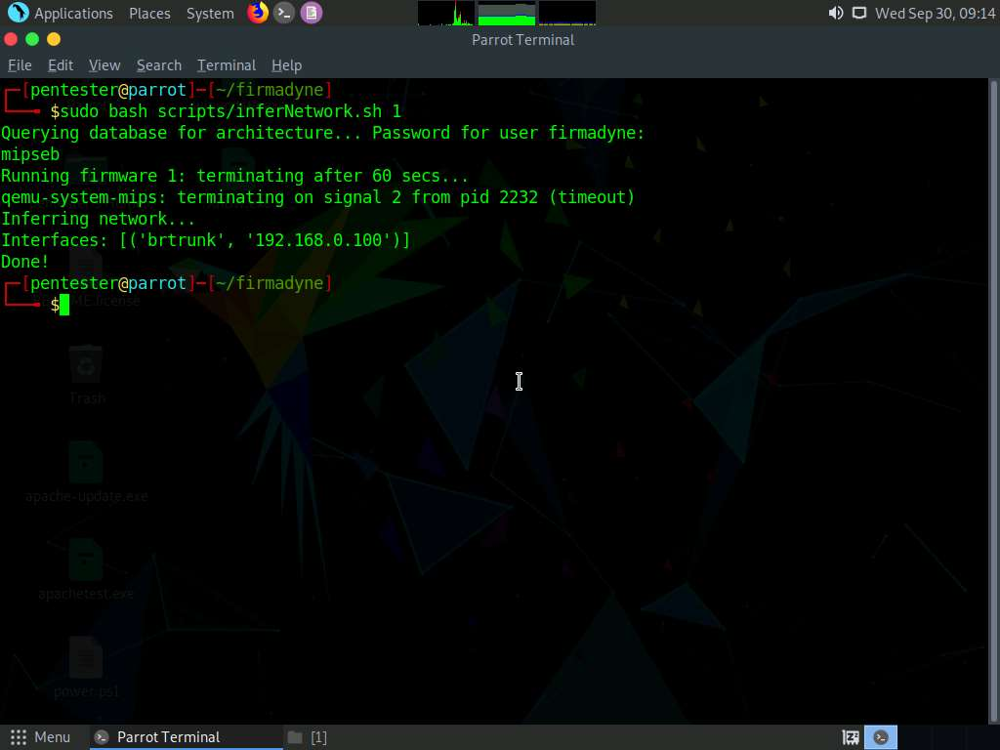 Applications Places System Wed Sep 30, 09:14
Parrot Terminal
File Edit View Search Terminal Help
┌─[pentester@parrot]─[~/firmadyne]
└──╼ $sudo bash scripts/inferNetwork.sh 1
Querying database for architecture... Password for user firmadyne:
mipseb
Running firmware 1: terminating after 60 secs...
qemu-system-mips: terminating on signal 2 from pid 2232 (timeout)
Inferring network...
Interfaces: [('brtrunk', '192.168.0.100')]
Done!
┌─[pentester@parrot]─[~/firmadyne]
└──╼ $
ME.license
Trash
apache-update.exe
apachetest.exe
power.ps1
Menu Parrot Terminal [1]